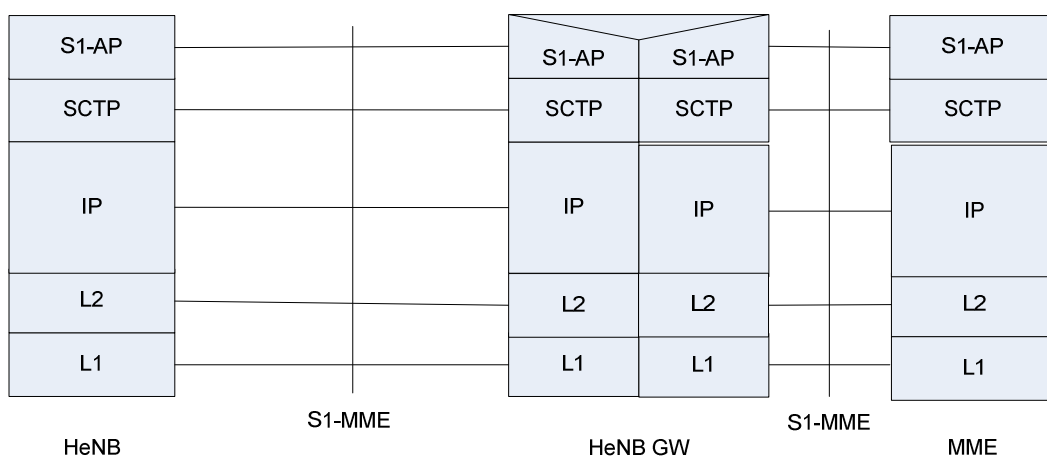 S1-AP
S1-AP
S1-AP
S1-AP
SCTP
SCTP
SCTP
SCTP
IP
IP
IP
IP
L2
L2
L2
L2
L1
L1
L1
L1
S1-MME
S1-MME
HeNB
HeNB GW
MME